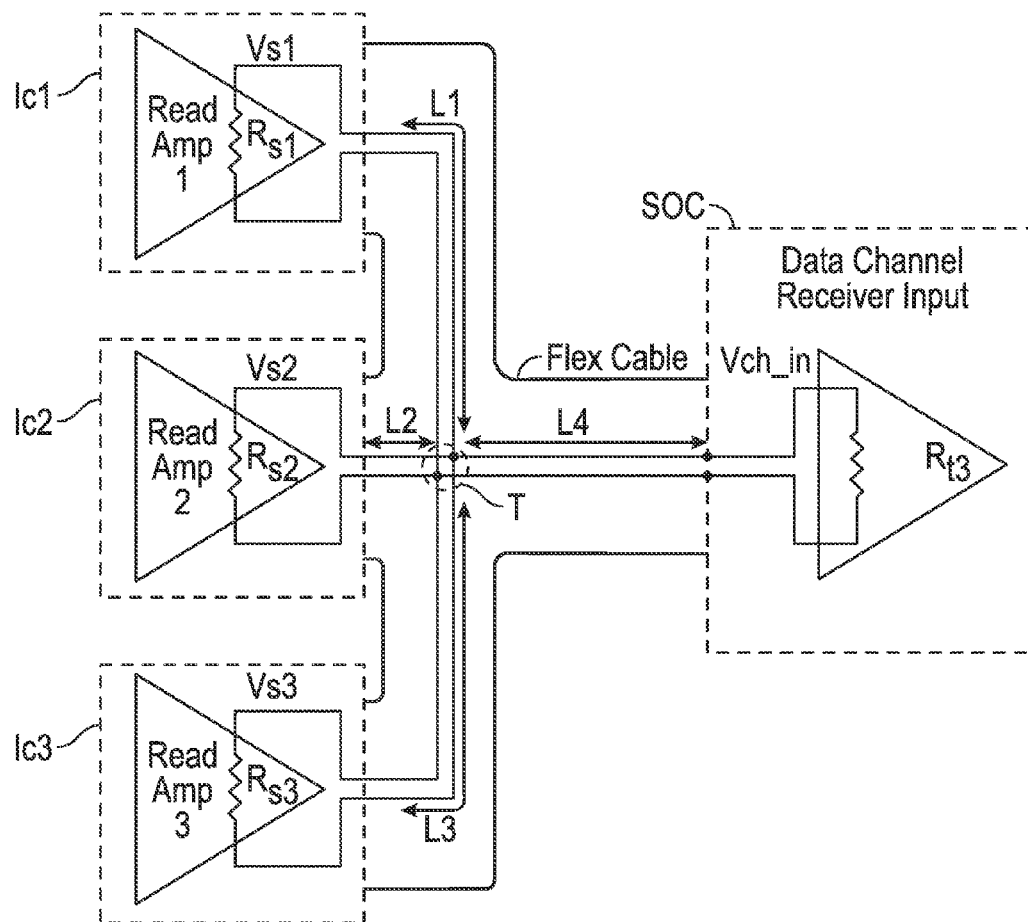 Ic1
Vs1
Read
Amp
1
Rs1
L1
SOC
Data Channel
Receiver Input
Flex Cable
Vch_in
Rt3
Ic2
Vs2
Read
Amp
2
Rs2
L2
L4
T
Ic3
Vs3
Read
Amp
3
Rs3
L3